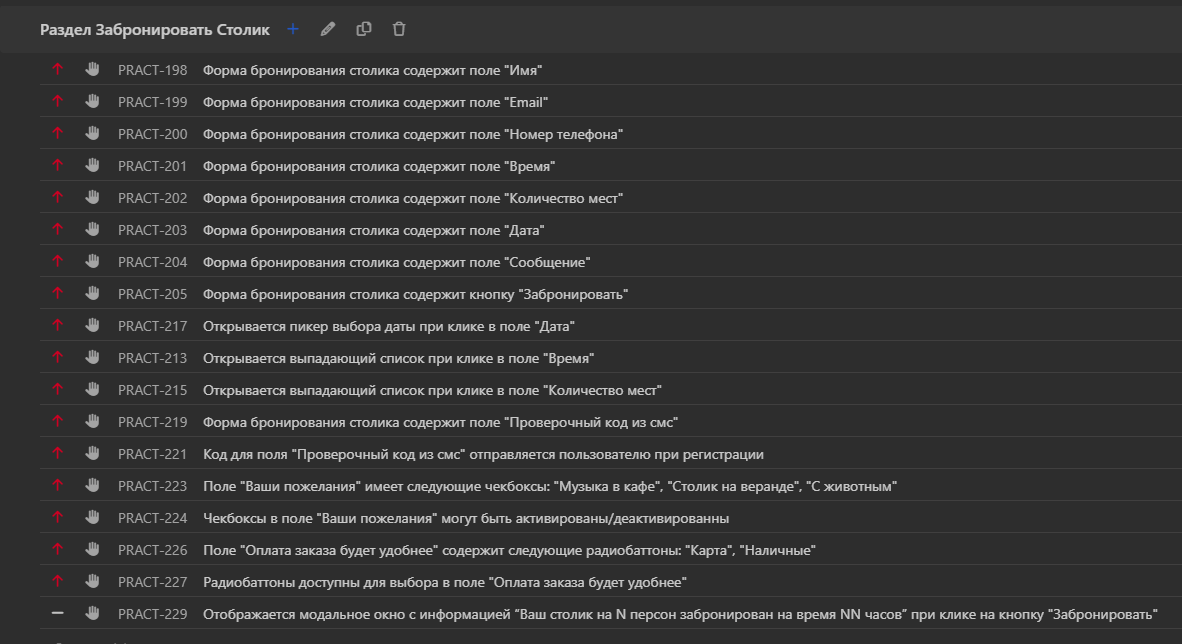 Раздел Забронировать Столик
PRACT-198 Форма бронирования столика содержит поле "Имя"
PRACT-199 Форма бронирования столика содержит поле "Email"
PRACT-200 Форма бронирования столика содержит поле "Номер телефона"
PRACT-201 Форма бронирования столика содержит поле "Время"
PRACT-202 Форма бронирования столика содержит поле "Количество мест"
PRACT-203 Форма бронирования столика содержит поле "Дата"
PRACT-204 Форма бронирования столика содержит поле "Сообщение"
PRACT-205 Форма бронирования столика содержит кнопку "Забронировать"
PRACT-217 Открывается пикер выбора даты при клике в поле "Дата"
PRACT-213 Открывается выпадающий список при клике в поле "Время"
PRACT-215 Открывается выпадающий список при клике в поле "Количество мест"
PRACT-219 Форма бронирования столика содержит поле "Проверочный код из смс"
PRACT-221 Код для поля "Проверочный код из смс" отправляется пользователю при регистрации
PRACT-223 Поле "Ваши пожелания" имеет следующие чекбоксы: "Музыка в кафе", "Столик на веранде", "С животным"
PRACT-224 Чекбоксы в поле "Ваши пожелания" могут быть активированы/деактивированны
PRACT-226 Поле "Оплата заказа будет удобнее" содержит следующие радиобаттоны: "Карта", "Наличные"
PRACT-227 Радиобаттоны доступны для выбора в поле "Оплата заказа будет удобнее"
PRACT-229 Отображается модальное окно с информацией “Ваш столик на N персон забронирован на время NN часов” при клике на кнопку "Забронировать"